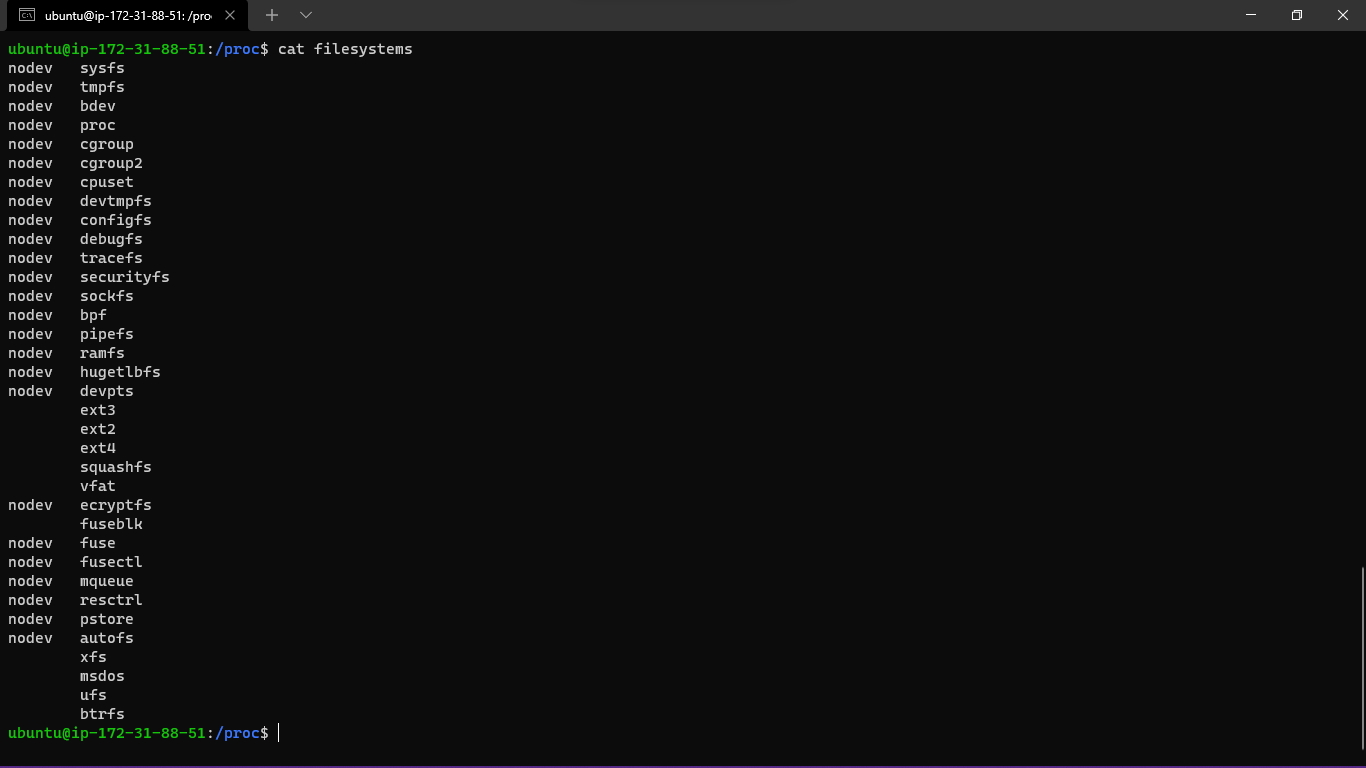 ubuntu@ip-172-31-88-51: /pro
ubuntu@ip-172-31-88-51:/proc$ cat filesystems
nodev   sysfs
nodev   tmpfs
nodev   bdev
nodev   proc
nodev   cgroup
nodev   cgroup2
nodev   cpuset
nodev   devtmpfs
nodev   configfs
nodev   debugfs
nodev   tracefs
nodev   securityfs
nodev   sockfs
nodev   bpf
nodev   pipefs
nodev   ramfs
nodev   hugetlbfs
nodev   devpts
        ext3
        ext2
        ext4
        squashfs
        vfat
nodev   ecryptfs
        fuseblk
nodev   fuse
nodev   fusectl
nodev   mqueue
nodev   resctrl
nodev   pstore
nodev   autofs
        xfs
        msdos
        ufs
        btrfs
ubuntu@ip-172-31-88-51:/proc$